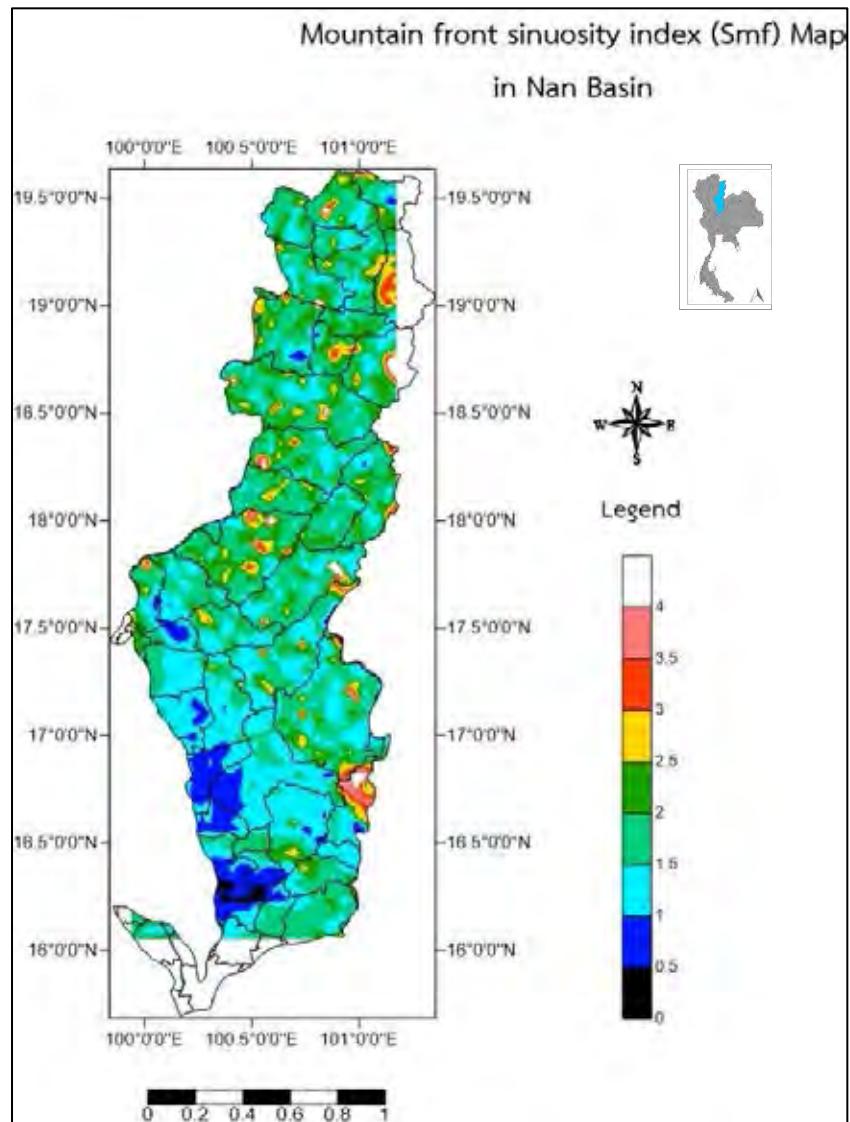 Mountain front sinuosity index (Smf) Map
in Nan Basin
100°0'0"E 100 5°0'0"E 101°0'0"E
19.5°0'0"N 19.5°0'0"N
19°0'0"N 19°0'0"N
18.5°0'0"N 18.5°0'0"N
N
W E
S
Legend
18°0'0"N 18°0'0"N
17.5°0'0"N 17.5°0'0"N
17°0'0"N 17°0'0"N
16.5°0'0"N 16.5°0'0"N
16°0'0"N 16°0'0"N
4
3.5
3
2.5
2
1.5
1
0.5
0
100°0'0"E 100.5°0'0"E 101°0'0"E
0 0.2 0.4 0.6 0.8 1